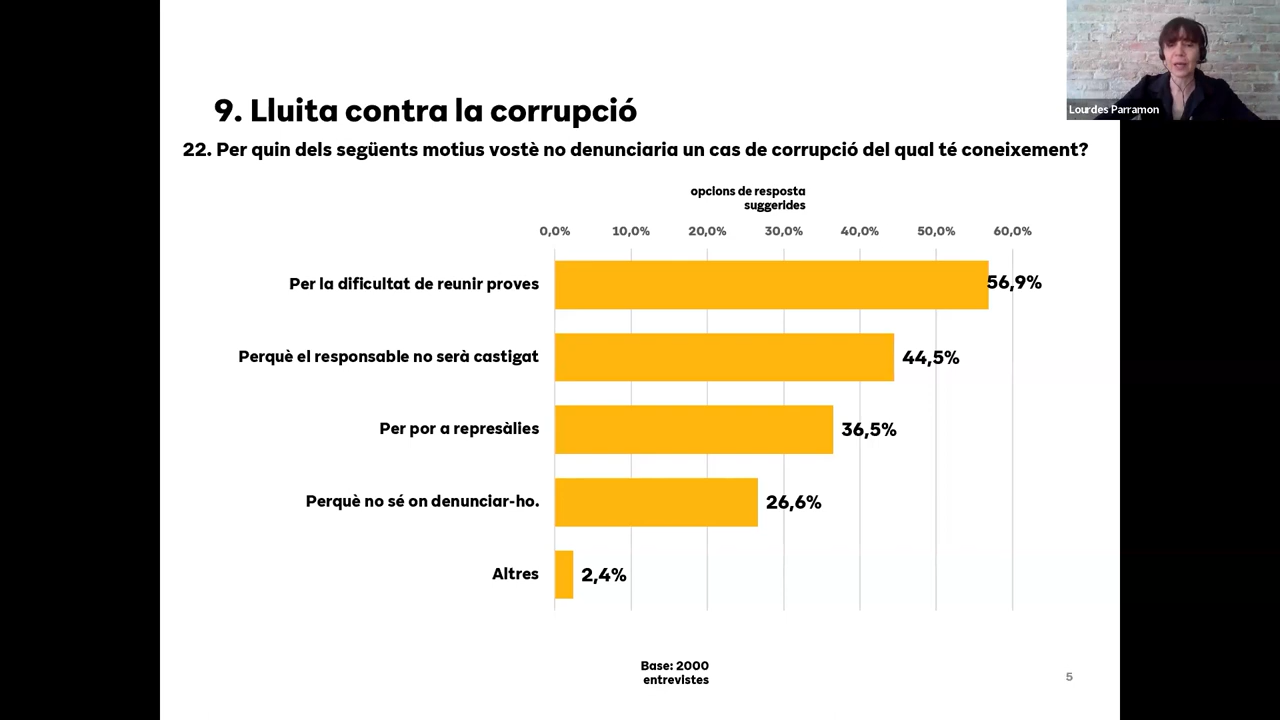 Lourdes Parramon
9. Lluita contra la corrupció
22. Per quin dels següents motius vostè no denunciaria un cas de corrupció del qual té coneixement?
opcions de resposta
suggerides
0,0% 10,0% 20,0% 30,0% 40,0% 50,0% 60,0%
Per la dificultat de reunir proves 56,9%
Perquè el responsable no serà castigat 44,5%
Per por a represàlies 36,5%
Perquè no sé on denunciar-ho. 26,6%
Altres 2,4%
Base: 2000
entrevistes
5